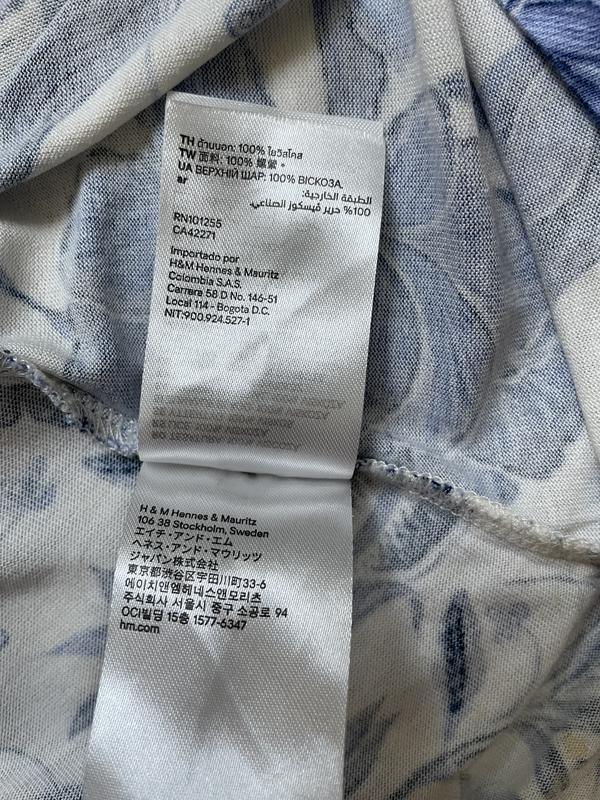 TH ด้านนอก: 100% ใยวิสโคส
TW 面料: 100% 嫘縈。
UA ВЕРХНІЙ ШАР: 100% ВІСКОЗА.
ar
الطبقة الخارجية:
100% حرير ڤيسكوز الصناعي.
RN101255
CA42271
Importado por
H&M Hennes & Mauritz
Colombia S.A.S.
Carrera 58 D No. 146-51
Local 114 - Bogota D.C.
NIT:900.924.527-1
H & M Hennes & Mauritz
106 38 Stockholm, Sweden
エイチ・アンド・エム
ヘネス・アンド・マウリッツ
ジャパン株式会社
東京都渋谷区宇田川町33-6
에이치앤엠헤네스앤모리츠
주식회사 서울시 중구 소공로 94
OCI빌딩 15층 1577-6347
hm.com